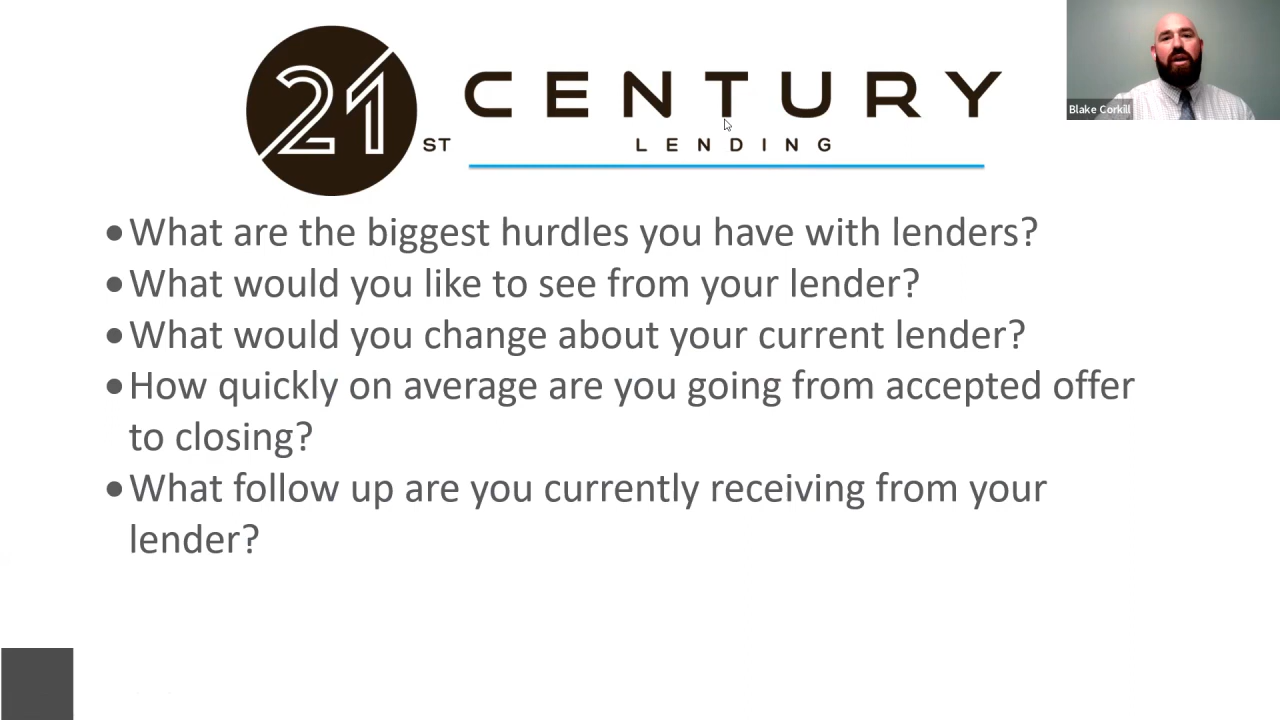 21
ST
CENTURY
LENDING
Blake Corkill
•What are the biggest hurdles you have with lenders?
•What would you like to see from your lender?
•What would you change about your current lender?
•How quickly on average are you going from accepted offer
to closing?
•What follow up are you currently receiving from your
lender?